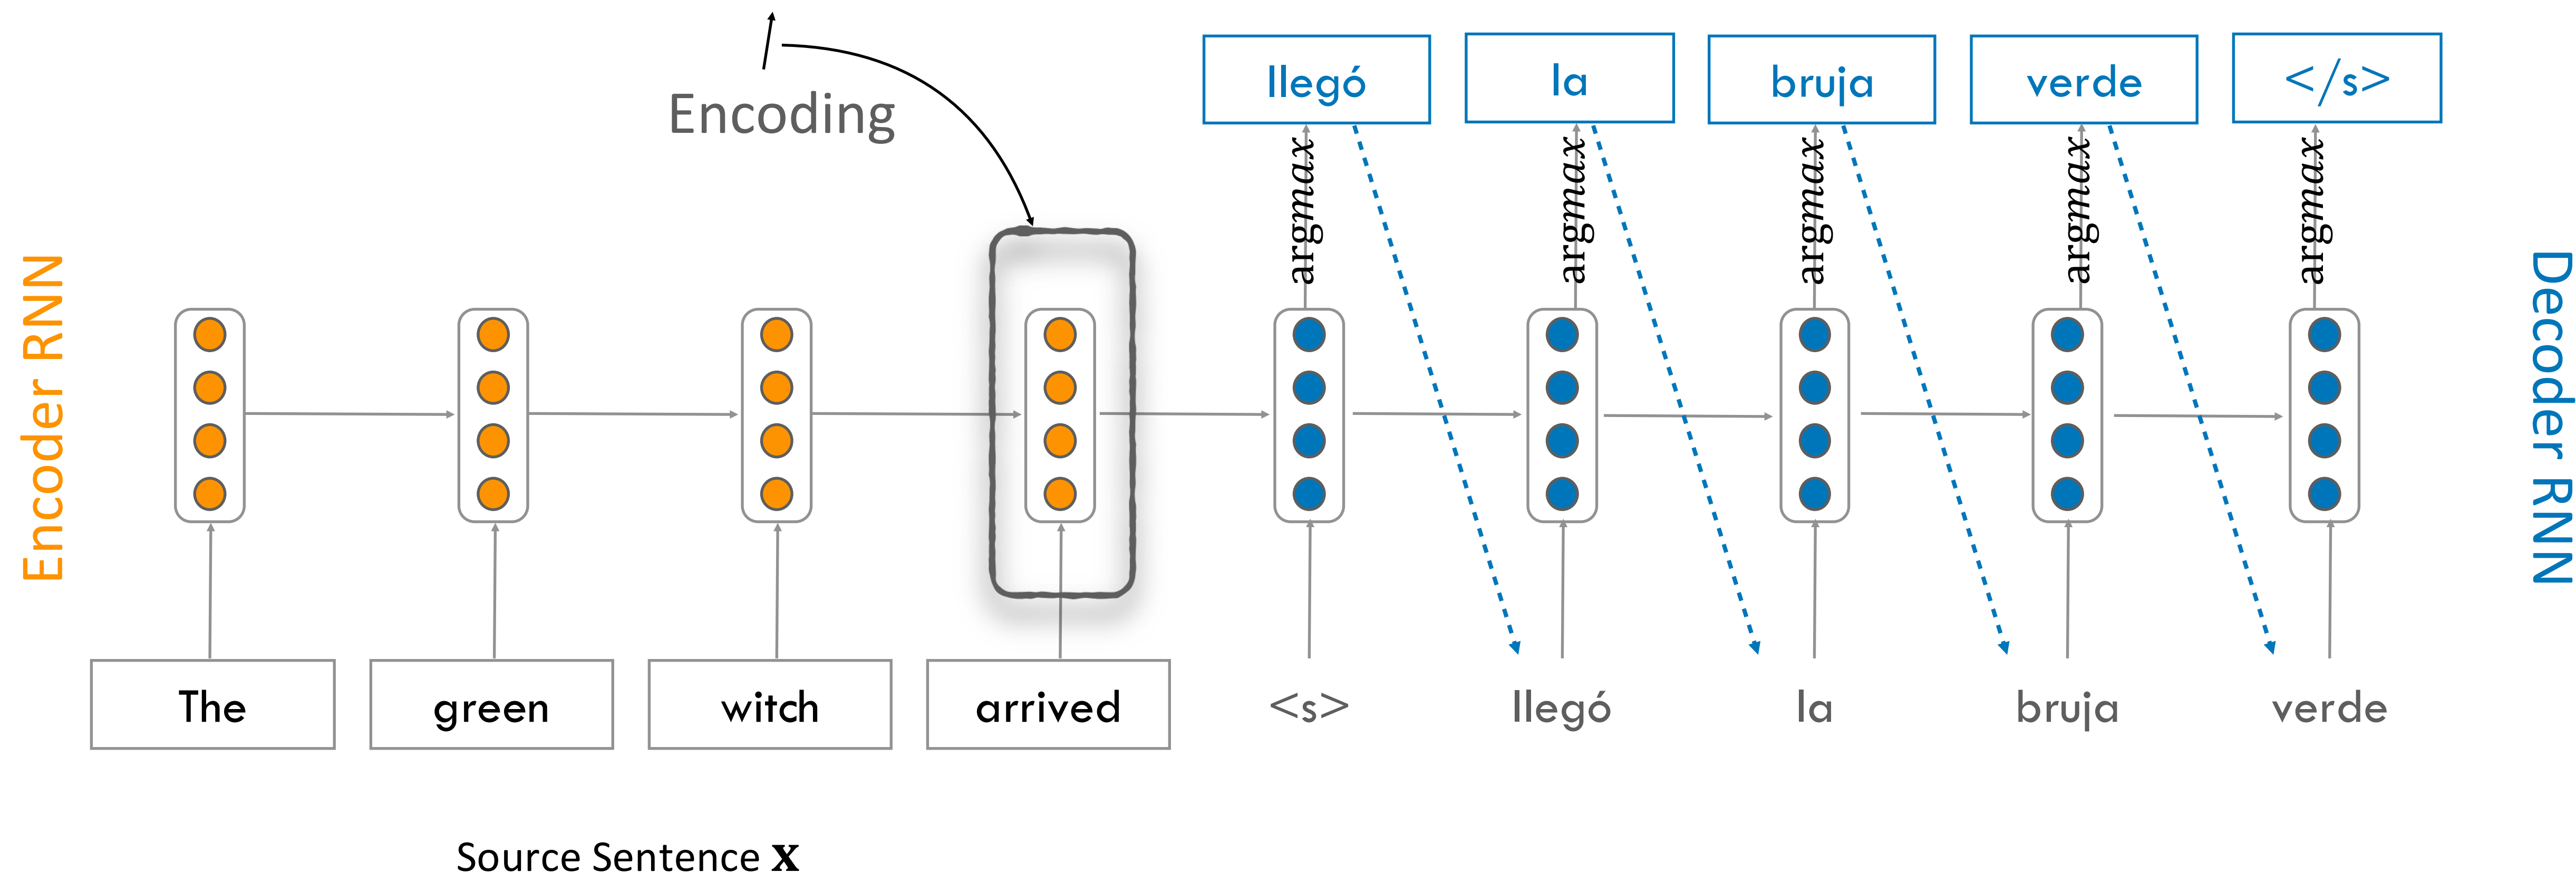 Encoding
llegó la bruja verde </s>
argmax argmax argmax argmax argmax
Encoder RNN
Decoder RNN
The green witch arrived <s> llegó la bruja verde
Source Sentence x